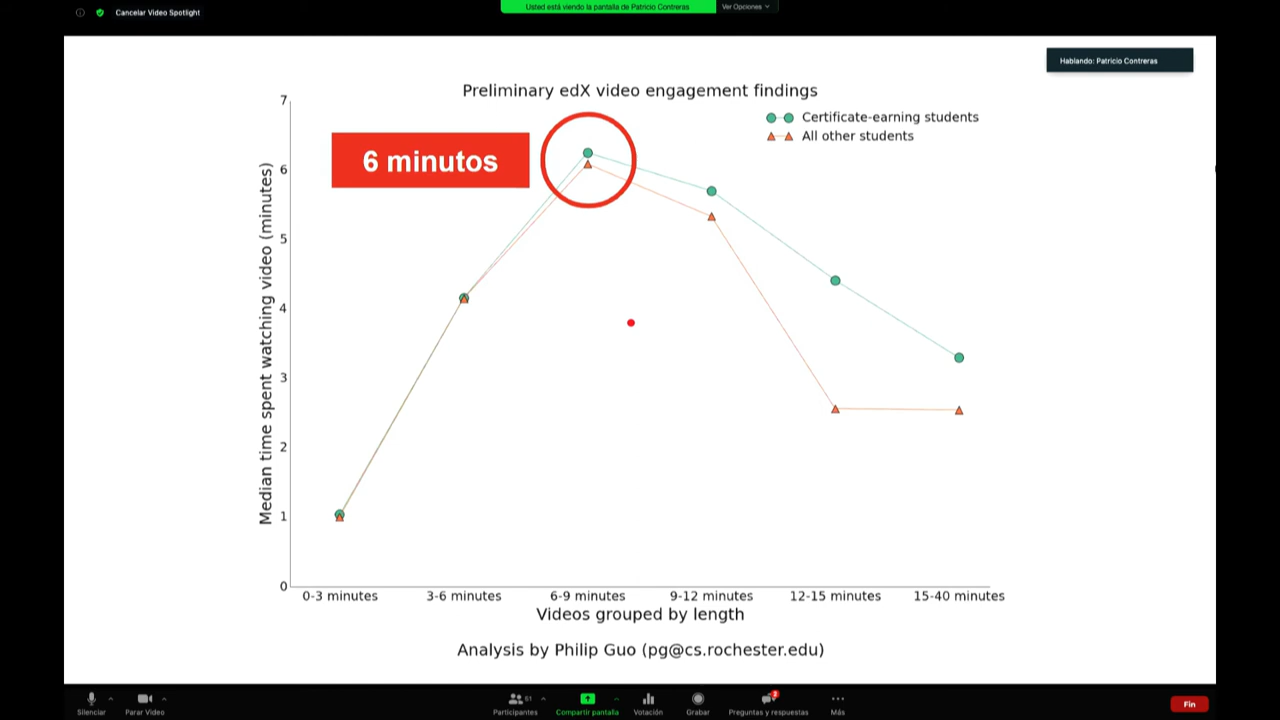 Cancelar Video Spotlight
Usted está viendo la pantalla de Patricio Contreras
Ver Opciones
Hablando: Patricio Contreras
Preliminary edX video engagement findings
Certificate-earning students
All other students
6 minutos
Median time spent watching video (minutes)
7
6
5
4
3
2
1
0
0-3 minutes 3-6 minutes 6-9 minutes 9-12 minutes 12-15 minutes 15-40 minutes
Videos grouped by length
Analysis by Philip Guo (pg@cs.rochester.edu)
51
3
Silenciar Parar Video Participantes Compartir pantalla Votación Grabar Preguntas y respuestas Más
Fin